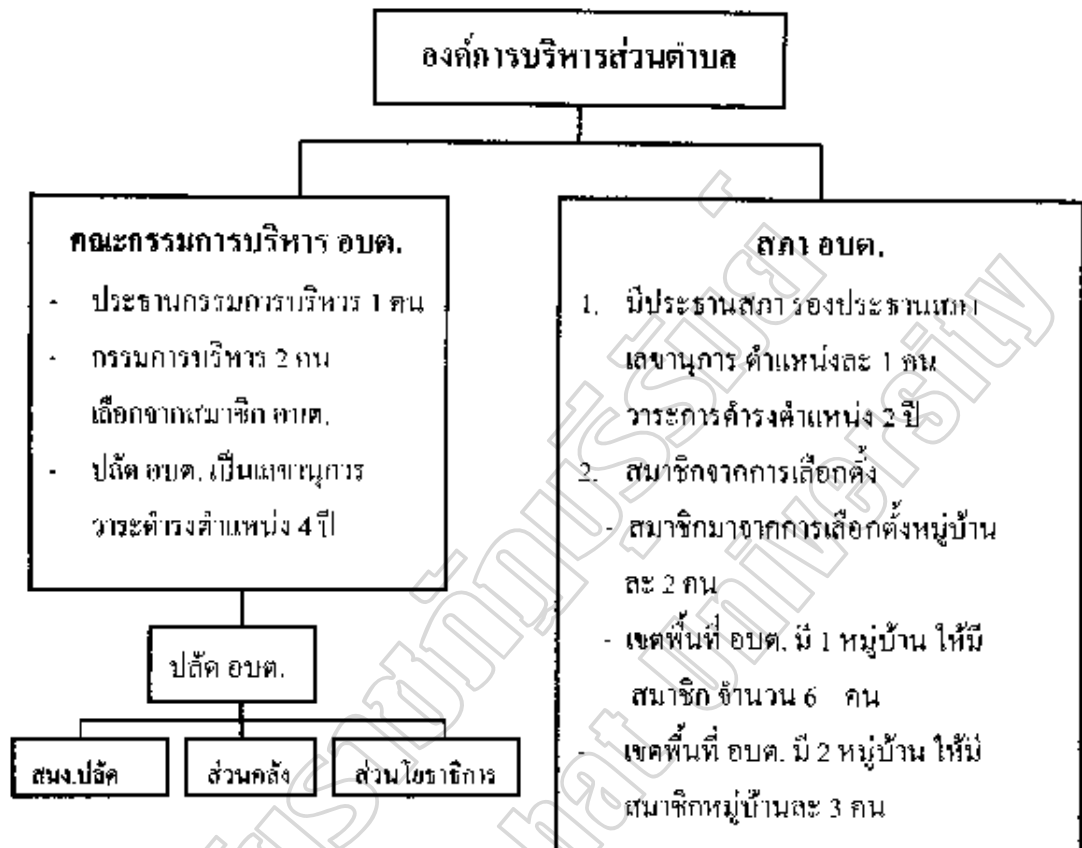 องค์การบริหารส่วนตำบล
คณะกรรมการบริหาร อบต.
- ประธานกรรมการบริหาร 1 คน
- กรรมการบริหาร 2 คน
เลือกจากสมาชิก อบต.
- ปลัด อบต. เป็นเลขานุการ
วาระดำรงตำแหน่ง 4 ปี
ปลัด อบต.
สนง.ปลัด
ส่วนคลัง
ส่วนโยธาธิการ
สภา อบต.
1. มีประธานสภา รองประธานสภา
เลขานุการ ตำแหน่งละ 1 คน
วาระการดำรงตำแหน่ง 2 ปี
2. สมาชิกจากการเลือกตั้ง
- สมาชิกมาจากการเลือกตั้งหมู่บ้าน
ละ 2 คน
- เขตพื้นที่ อบต. มี 1 หมู่บ้าน ให้มี
สมาชิก จำนวน 6 คน
- เขตพื้นที่ อบต. มี 2 หมู่บ้าน ให้มี
สมาชิกหมู่บ้านละ 3 คน
University
hat University